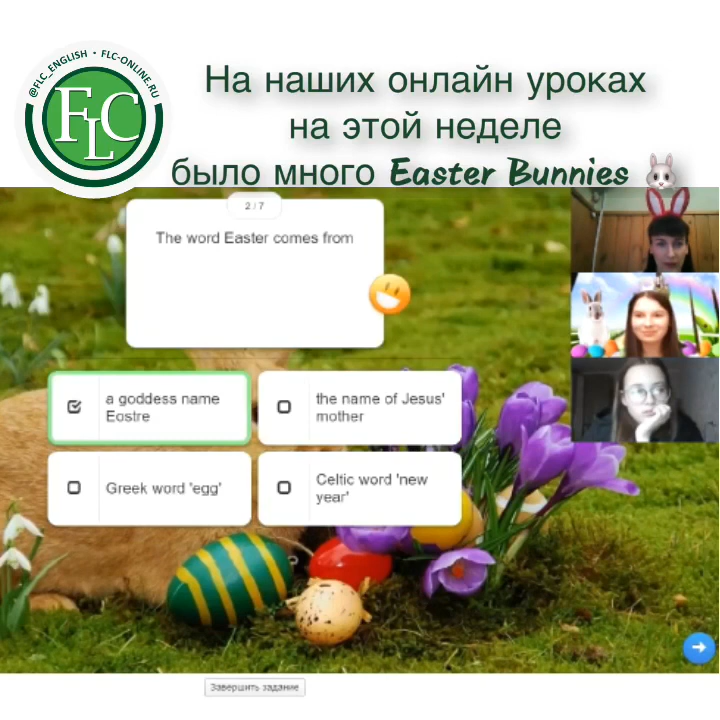 @FLC_ENGLISH • FLC-ONLINE.RU
FLC
На наших онлайн уроках
на этой неделе
было много Easter Bunnies
2 / 7
The word Easter comes from
a goddess name
Eostre
the name of Jesus'
mother
Greek word 'egg'
Celtic word 'new
year'
Завершить задание